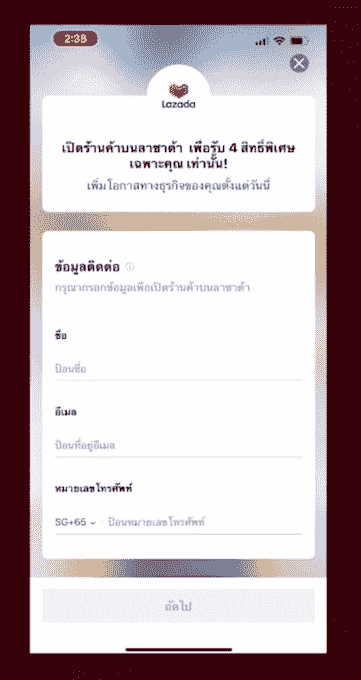 2:38
Lazada
เปิดร้านค้าบนลาซาด้า เพื่อรับ 4 สิทธิ์พิเศษ
เฉพาะคุณ เท่านั้น!
เพิ่มโอกาสทางธุรกิจของคุณตั้งแต่วันนี้
ข้อมูลติดต่อ
กรุณากรอกข้อมูลเพื่อเปิดร้านค้าบนลาซาด้า
ชื่อ
ป้อนชื่อ
อีเมล
ป้อนที่อยู่อีเมล
หมายเลขโทรศัพท์
SG+65 ป้อนหมายเลขโทรศัพท์
ถัดไป